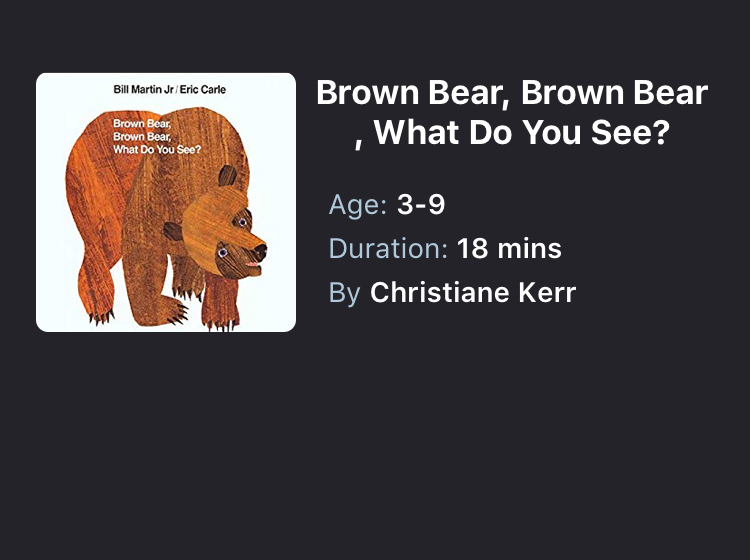 Bill Martin Jr / Eric Carle
Brown Bear,
Brown Bear,
What Do You See?
Brown Bear, Brown Bear
, What Do You See?
Age: 3-9
Duration: 18 mins
By Christiane Kerr